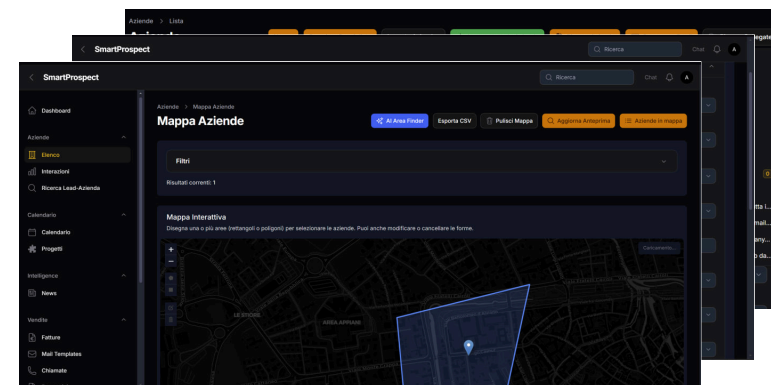 Aziende > Lista
SmartProspect
Ricerca
Chat
A
SmartProspect
Ricerca
Chat
A
Dashboard
Aziende
Elenco
Interazioni
Ricerca Lead-Azienda
Calendario
Calendario
Progetti
Intelligence
News
Vendite
Fatture
Mail Templates
Chiamate
Aziende > Mappa Aziende
Mappa Aziende
AI Area Finder
Esporta CSV
Pulisci Mappa
Aggiorna Anteprima
Aziende in mappa
Filtri
Risultati correnti: 1
Mappa Interattiva
Disegna una o più aree (rettangoli o poligoni) per selezionare le aziende. Puoi anche modificare o cancellare le forme.
+
−
Caricamento...
AREA APPIANI